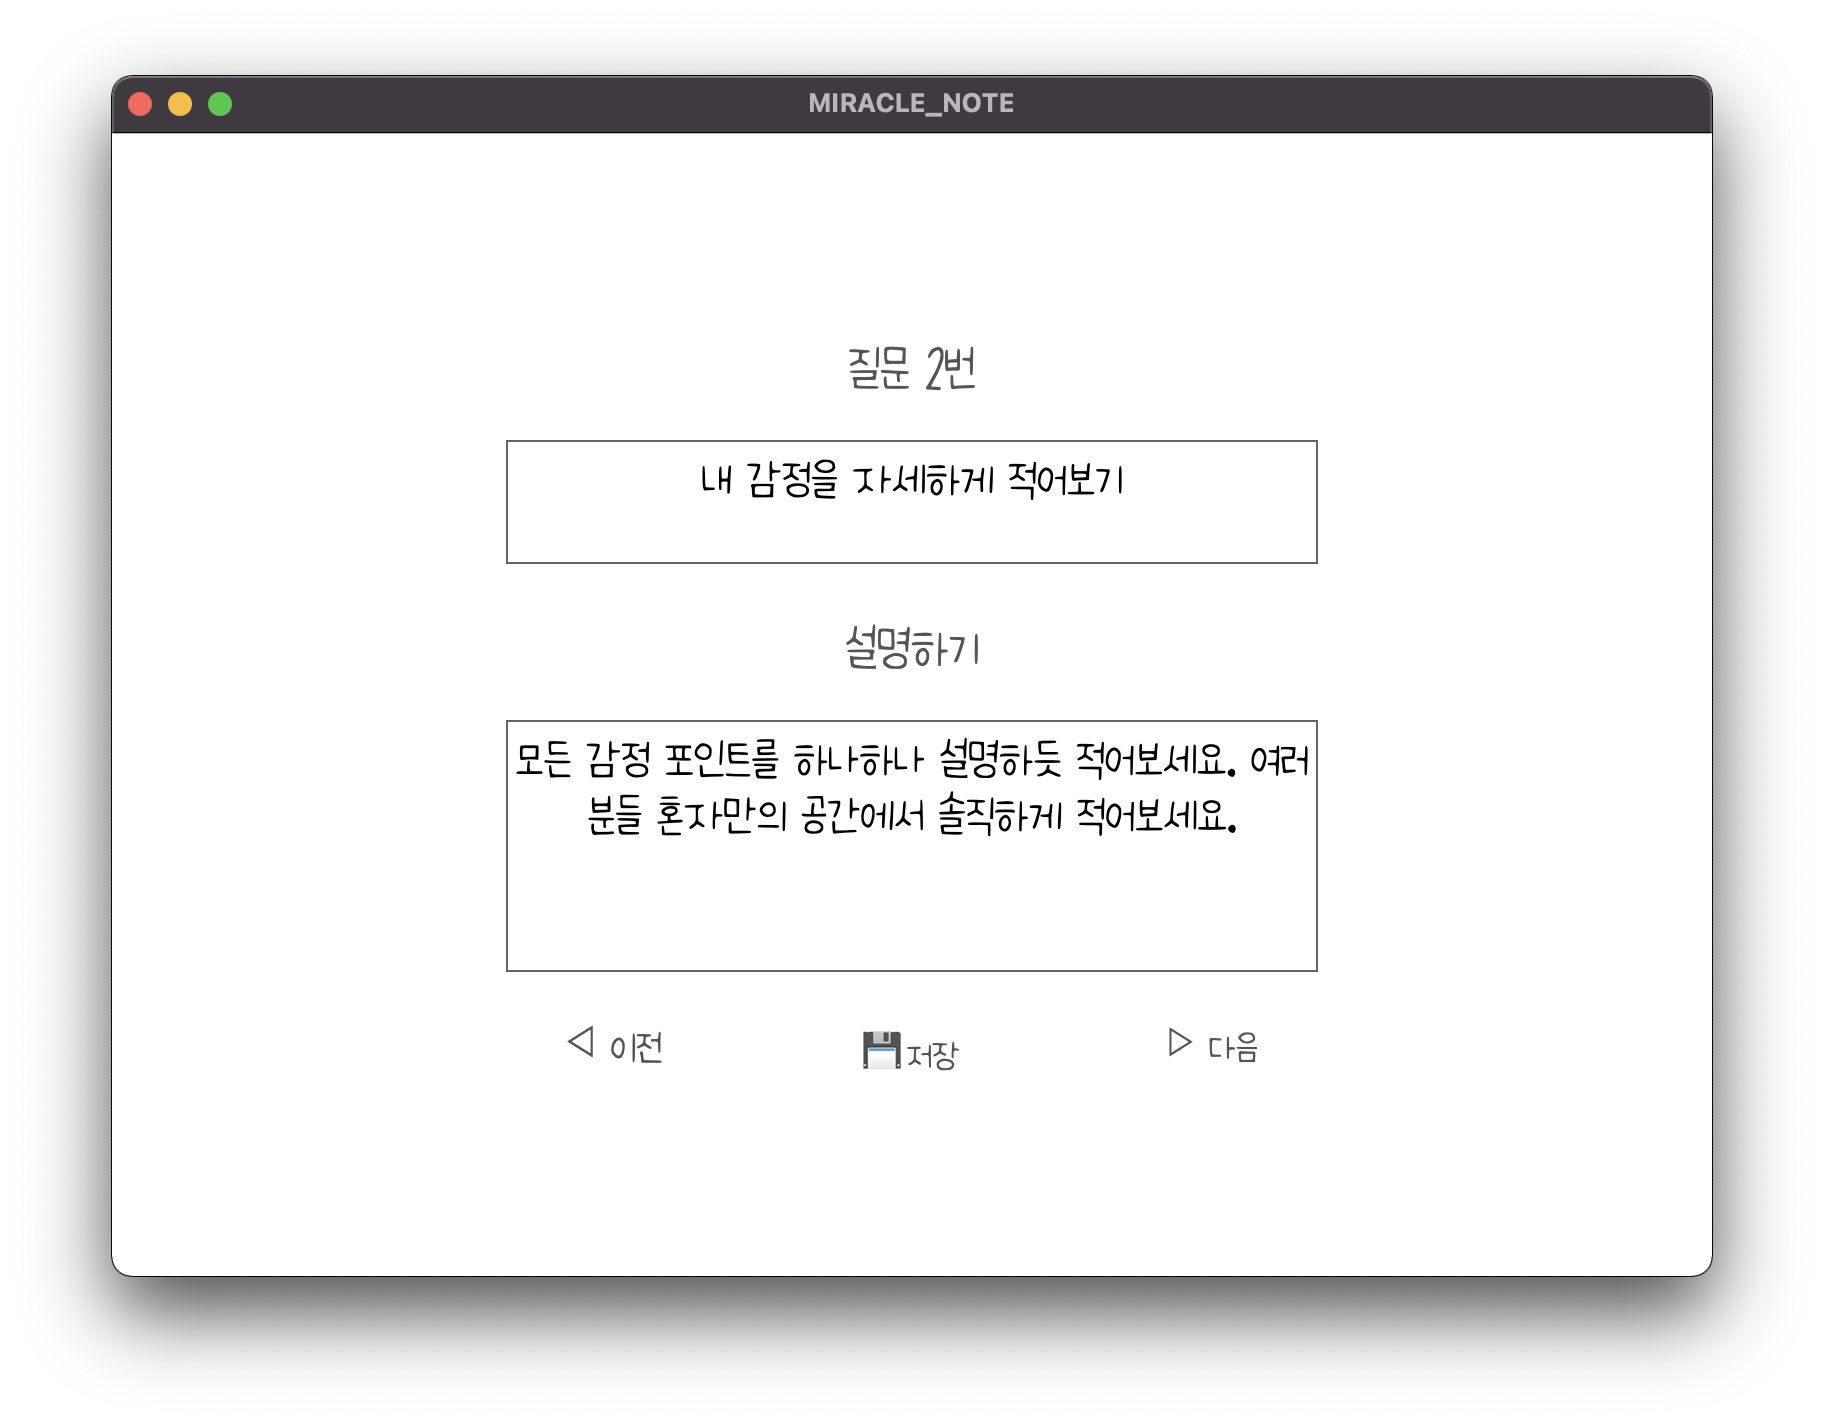 MIRACLE_NOTE
질문 2번
내 감정을 자세하게 적어보기
설명하기
모든 감정 포인트를 하나하나 설명하듯 적어보세요. 여러
분들 혼자만의 공간에서 솔직하게 적어보세요.
◁ 이전
💾저장
▷ 다음